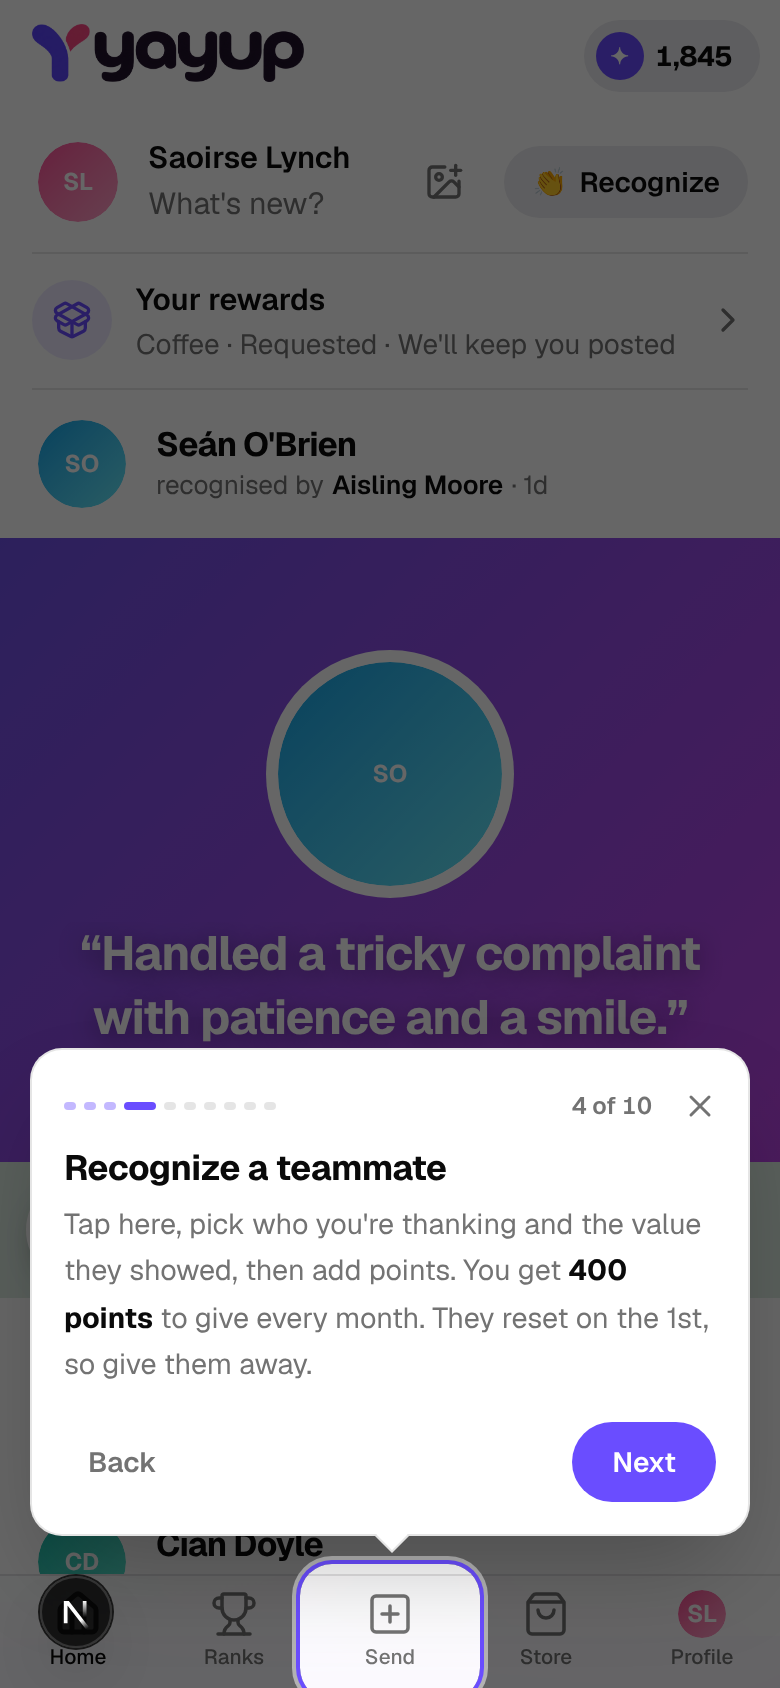 yayup
1,845
SL
Saoirse Lynch
What's new?
👏 Recognize
Your rewards
Coffee · Requested · We'll keep you posted
SO
Seán O'Brien
recognised by Aisling Moore · 1d
SO
“Handled a tricky complaint
with patience and a smile.”
4 of 10
Recognize a teammate
Tap here, pick who you're thanking and the value
they showed, then add points. You get 400
points to give every month. They reset on the 1st,
so give them away.
Back
Next
CD
Cian Doyle
N
Home
Ranks
Send
Store
SL
Profile